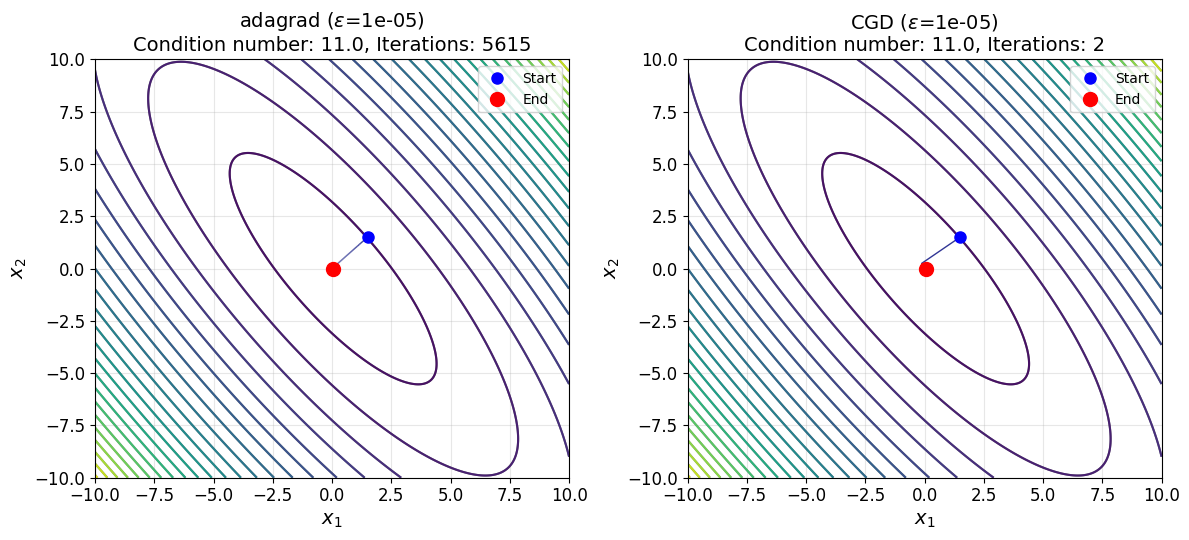 adagrad (ε=1e-05)
Condition number: 11.0, Iterations: 5615
10.0
7.5
5.0
2.5
0.0
−2.5
−5.0
−7.5
−10.0
x₂
−10.0 −7.5 −5.0 −2.5 0.0 2.5 5.0 7.5 10.0
x₁
Start
End
CGD (ε=1e-05)
Condition number: 11.0, Iterations: 2
10.0
7.5
5.0
2.5
0.0
−2.5
−5.0
−7.5
−10.0
x₂
−10.0 −7.5 −5.0 −2.5 0.0 2.5 5.0 7.5 10.0
x₁
Start
End